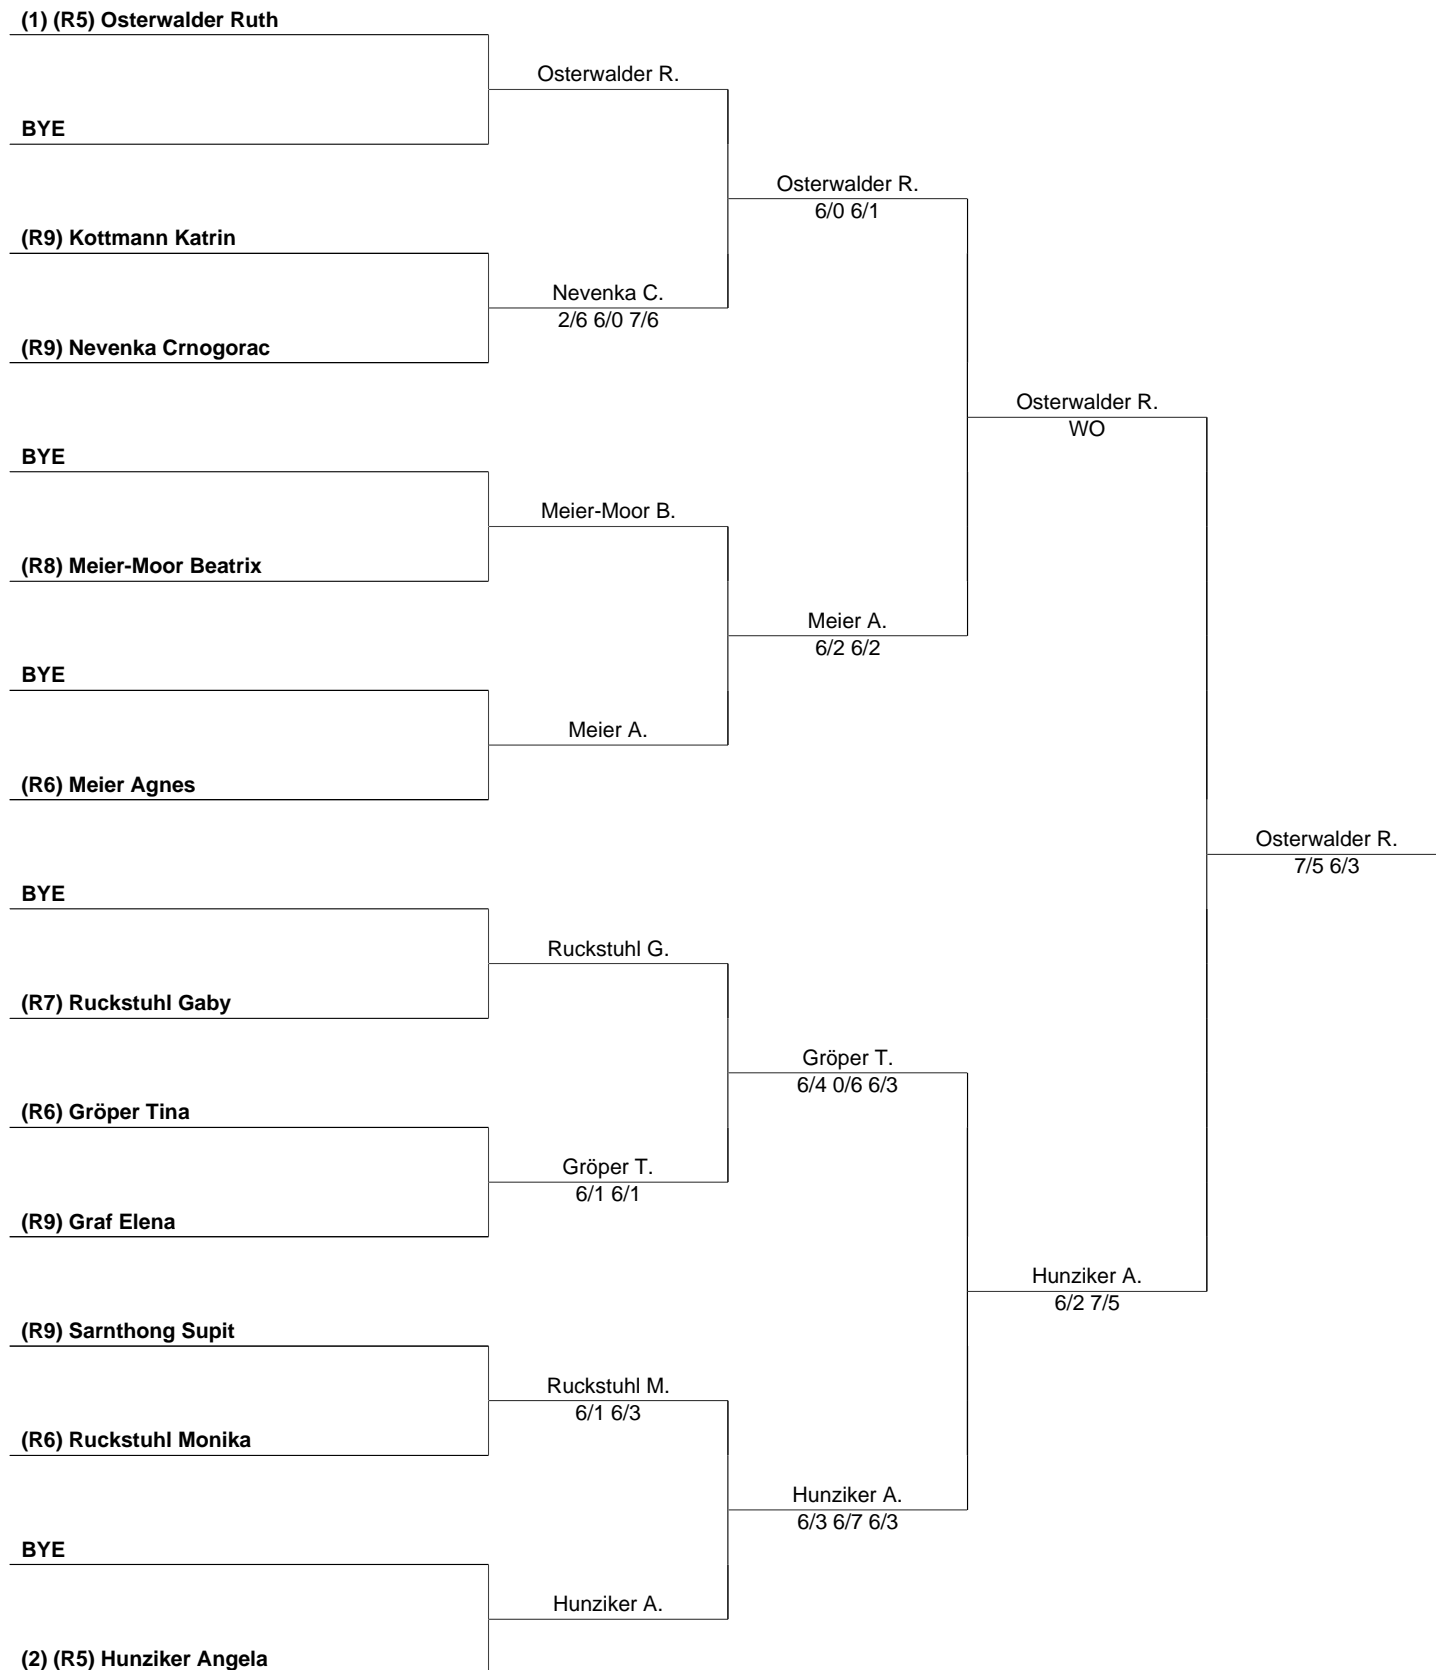 (1) (R5) Osterwalder Ruth
Osterwalder R.
BYE
Osterwalder R.
6/0 6/1
(R9) Kottmann Katrin
Nevenka C.
2/6 6/0 7/6
(R9) Nevenka Crnogorac
Osterwalder R.
WO
BYE
Meier-Moor B.
(R8) Meier-Moor Beatrix
Meier A.
6/2 6/2
BYE
Meier A.
(R6) Meier Agnes
Osterwalder R.
7/5 6/3
BYE
Ruckstuhl G.
(R7) Ruckstuhl Gaby
Gröper T.
6/4 0/6 6/3
(R6) Gröper Tina
Gröper T.
6/1 6/1
(R9) Graf Elena
Hunziker A.
6/2 7/5
(R9) Sarnthong Supit
Ruckstuhl M.
6/1 6/3
(R6) Ruckstuhl Monika
Hunziker A.
6/3 6/7 6/3
BYE
Hunziker A.
(2) (R5) Hunziker Angela